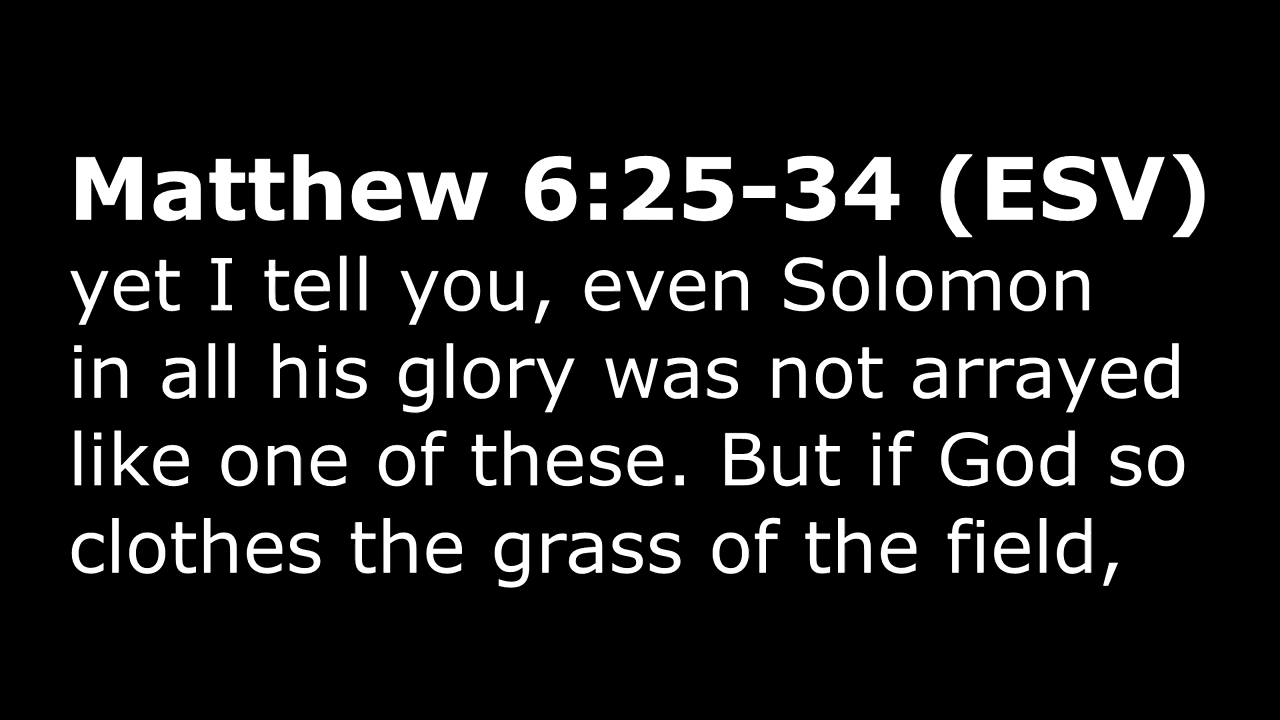 Matthew 6:25-34 (ESV)
yet I tell you, even Solomon
in all his glory was not arrayed
like one of these. But if God so
clothes the grass of the field,